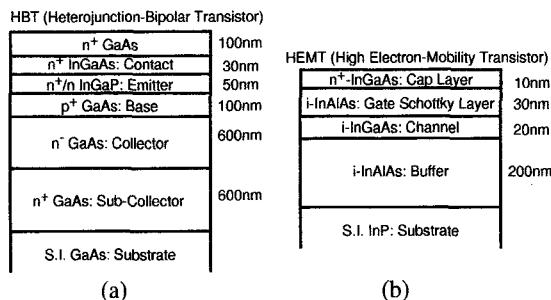 HBT (Heterojunction-Bipolar Transistor)
n+ GaAs 100nm
n+ InGaAs: Contact 30nm
n+/n InGaP: Emitter 50nm
p+ GaAs: Base 100nm
n- GaAs: Collector 600nm
n+ GaAs: Sub-Collector 600nm
S.I. GaAs: Substrate
(a)
HEMT (High Electron-Mobility Transistor)
n+-InGaAs: Cap Layer 10nm
i-InAlAs: Gate Schottky Layer 30nm
i-InGaAs: Channel 20nm
i-InAlAs: Buffer 200nm
S.I. InP: Substrate
(b)